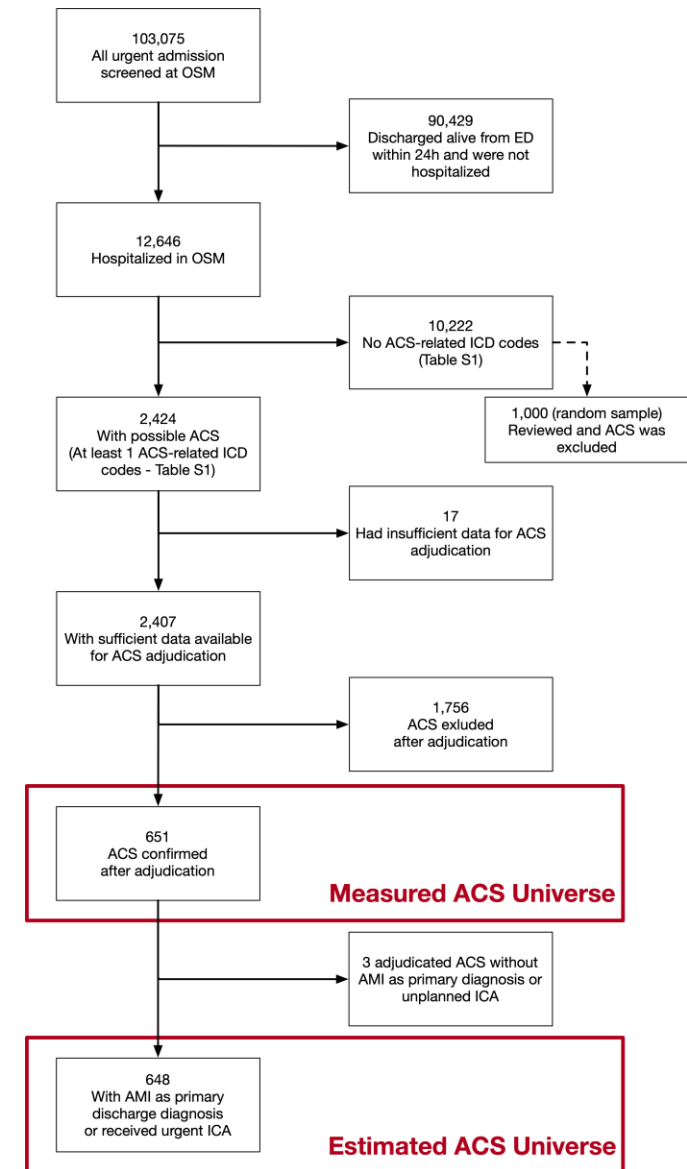 103,075
All urgent admission
screened at OSM
90,429
Discharged alive from ED
within 24h and were not
hospitalized
12,646
Hospitalized in OSM
10,222
No ACS-related ICD codes
(Table S1)
1,000 (random sample)
Reviewed and ACS was
excluded
2,424
With possible ACS
(At least 1 ACS-related ICD
codes - Table S1)
17
Had insufficient data for ACS
adjudication
2,407
With sufficient data available
for ACS adjudication
1,756
ACS exluded
after adjudication
651
ACS confirmed
after adjudication
Measured ACS Universe
3 adjudicated ACS without
AMI as primary diagnosis or
unplanned ICA
648
With AMI as primary
discharge diagnosis
or received urgent ICA
Estimated ACS Universe